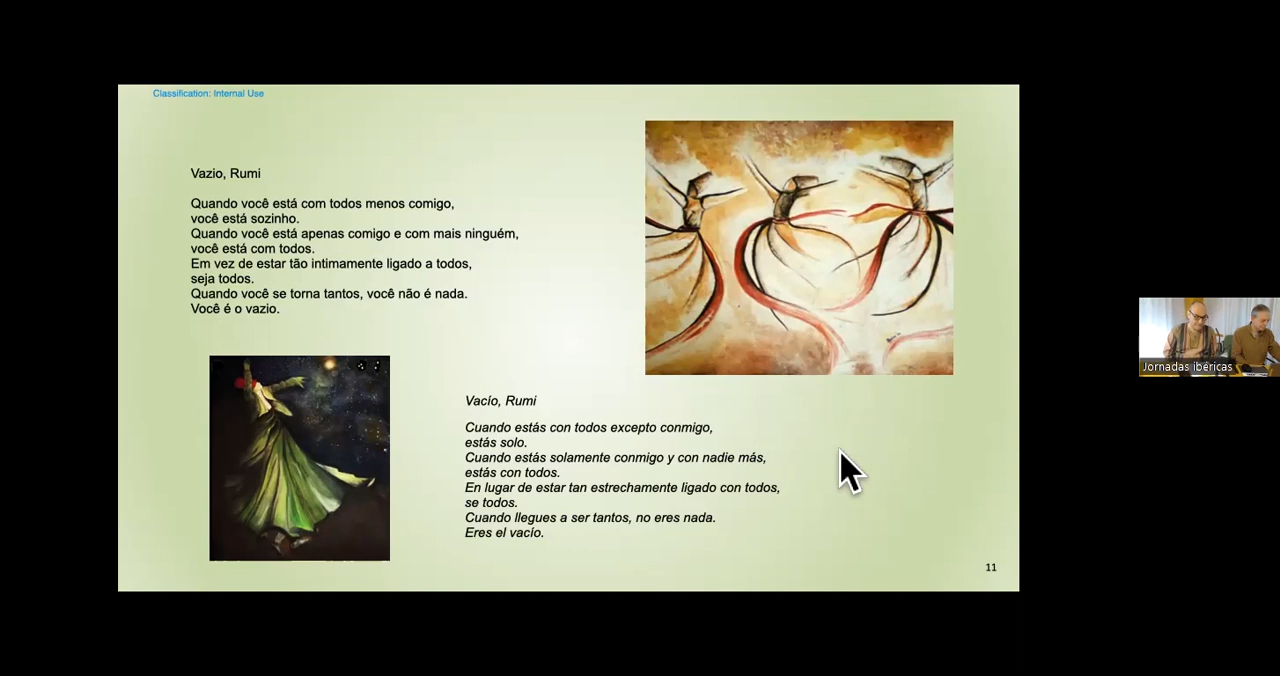 Classification: Internal Use
Vazio, Rumi
Quando você está com todos menos comigo,
você está sozinho.
Quando você está apenas comigo e com mais ninguém,
você está com todos.
Em vez de estar tão intimamente ligado a todos,
seja todos.
Quando você se torna tantos, você não é nada.
Você é o vazio.
Vacío, Rumi
Cuando estás con todos excepto conmigo,
estás solo.
Cuando estás solamente conmigo y con nadie más,
estás con todos.
En lugar de estar tan estrechamente ligado con todos,
se todos.
Cuando llegues a ser tantos, no eres nada.
Eres el vacío.
11
Jornadas ibéricas